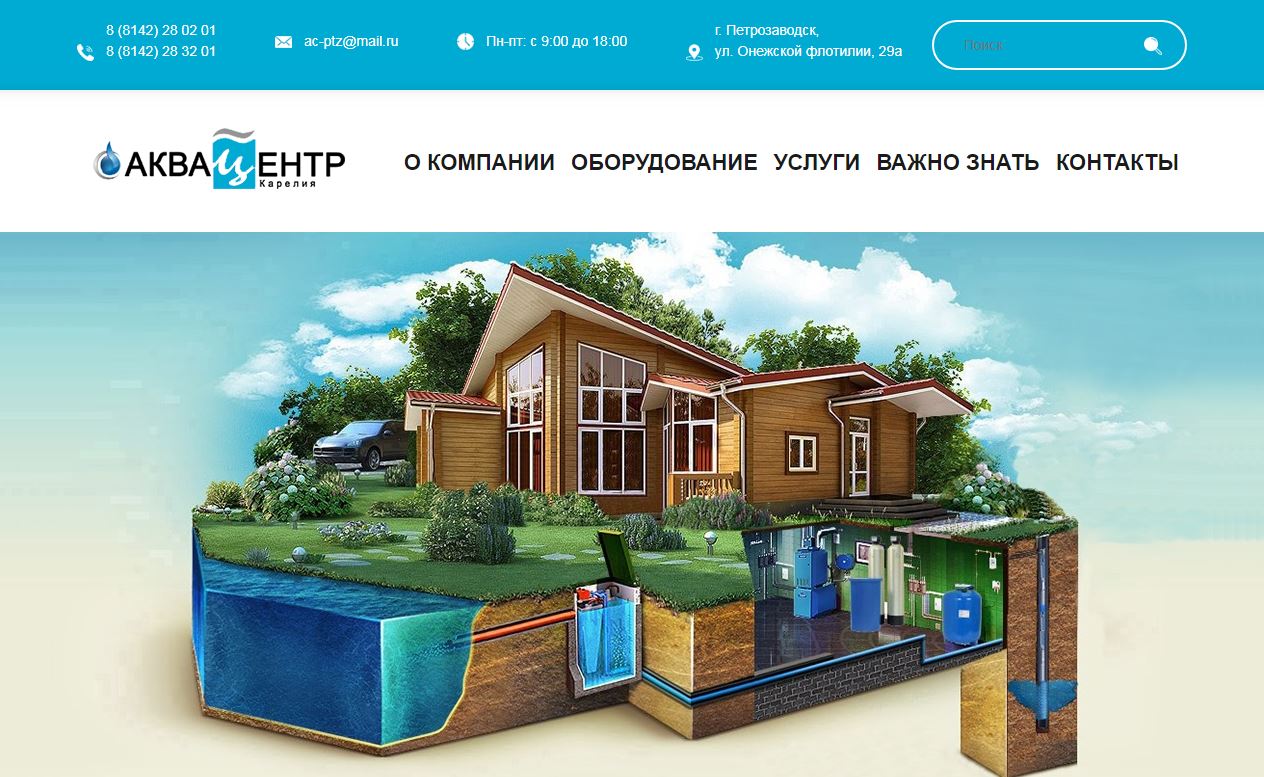 8 (8142) 28 02 01
8 (8142) 28 32 01
ac-ptz@mail.ru
Пн-пт: с 9:00 до 18:00
г. Петрозаводск,
ул. Онежской флотилии, 29а
Поиск
АКВАЦЕНТР
Карелия
О КОМПАНИИ ОБОРУДОВАНИЕ УСЛУГИ ВАЖНО ЗНАТЬ КОНТАКТЫ